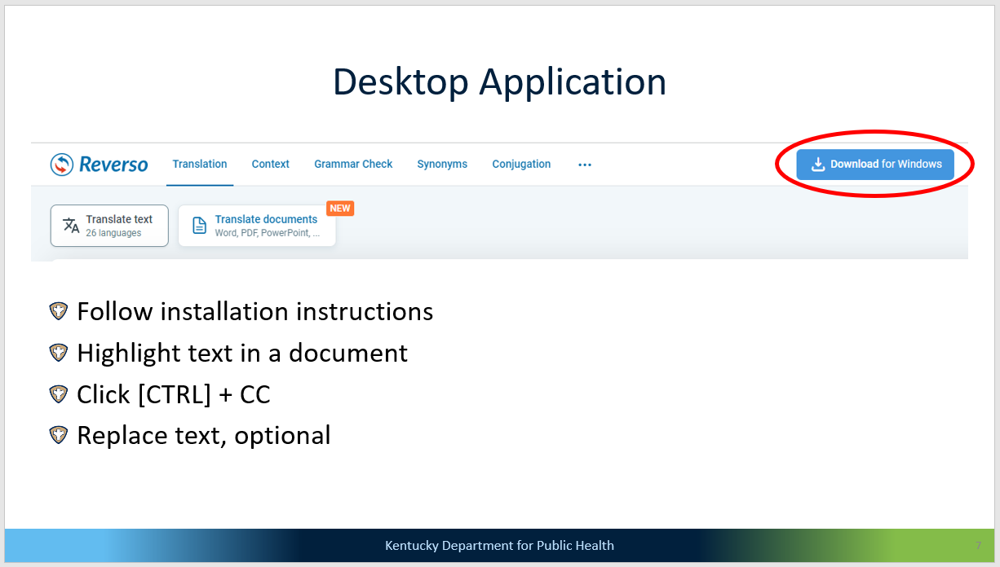 Desktop Application
Reverso Translation Context Grammar Check Synonyms Conjugation ... Download for Windows
NEW
Translate text Translate documents
26 languages Word, PDF, PowerPoint, ...
Follow installation instructions
Highlight text in a document
Click [CTRL] + CC
Replace text, optional
Kentucky Department for Public Health 7